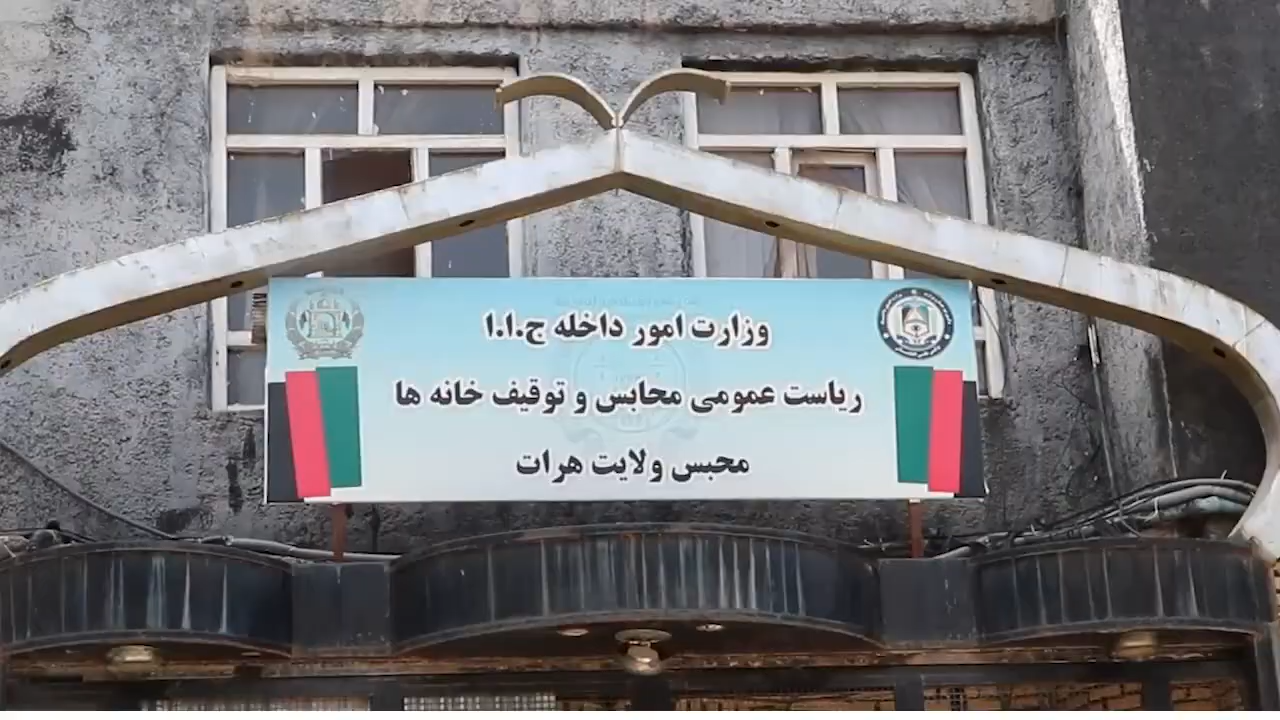 وزارت امور داخله ج.ا.ا
ریاست عمومی محابس و توقیف خانه ها
محبس ولایت هرات